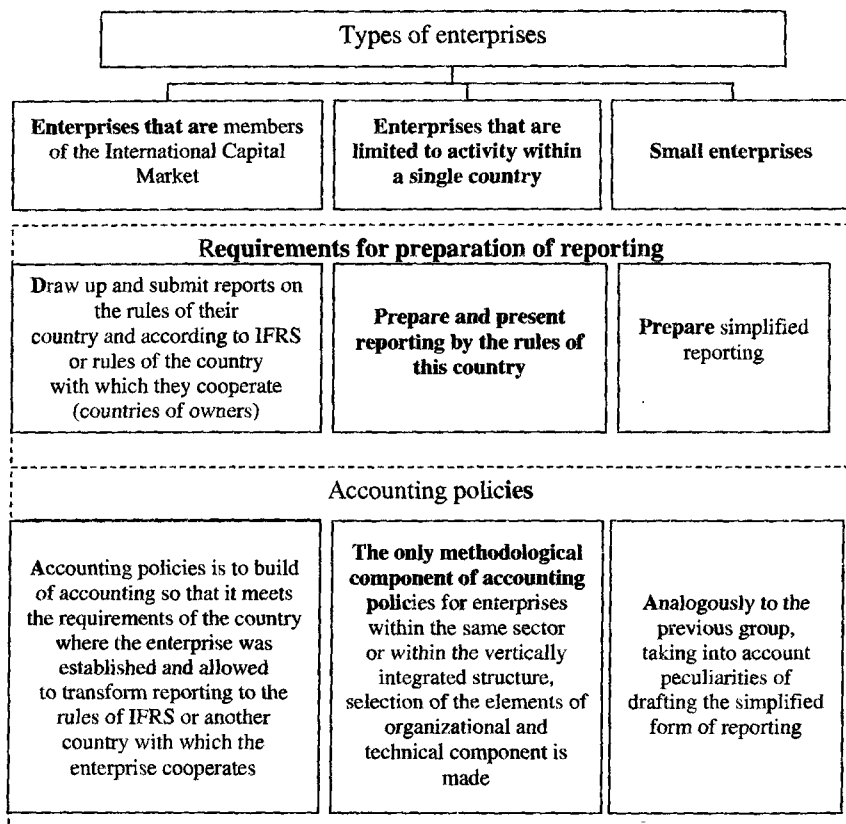 Types of enterprises
Enterprises that are members
of the International Capital
Market
Enterprises that are
limited to activity within
a single country
Small enterprises
Requirements for preparation of reporting
Draw up and submit reports on
the rules of their
country and according to IFRS
or rules of the country
with which they cooperate
(countries of owners)
Prepare and present
reporting by the rules of
this country
Prepare simplified
reporting
Accounting policies
Accounting policies is to build
of accounting so that it meets
the requirements of the country
where the enterprise was
established and allowed
to transform reporting to the
rules of IFRS or another
country with which the
enterprise cooperates
The only methodological
component of accounting
policies for enterprises
within the same sector
or within the vertically
integrated structure,
selection of the elements of
organizational and
technical component is
made
Analogously to the
previous group,
taking into account
peculiarities of
drafting the simplified
form of reporting